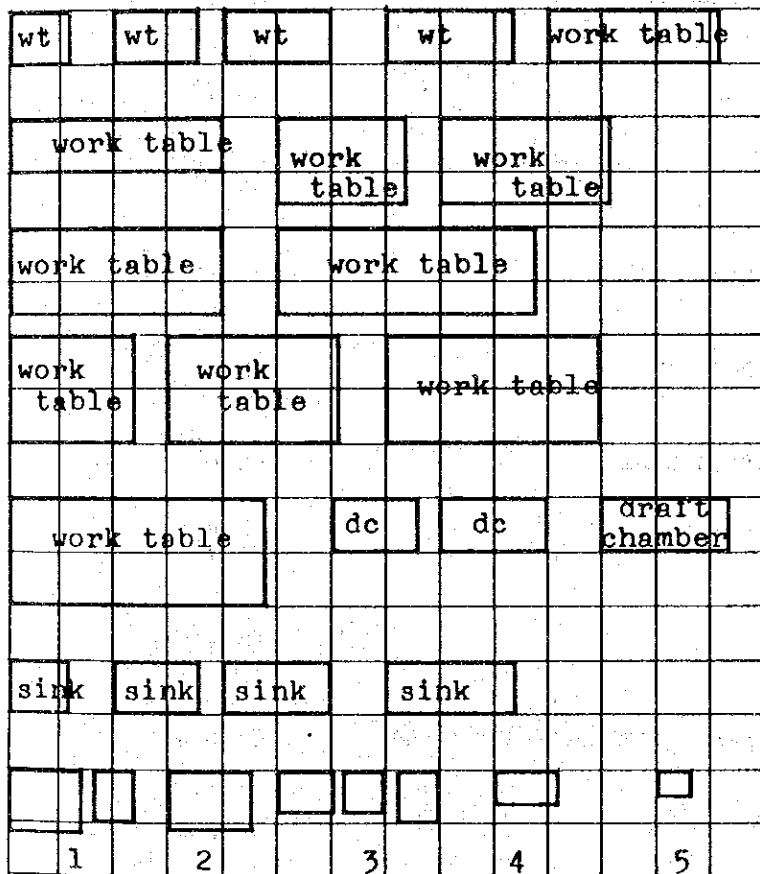 wt wt wt wt work table
work table work table work table
work table work table
work table work table work table
work table dc dc draft chamber
sink sink sink sink
1 2 3 4 5